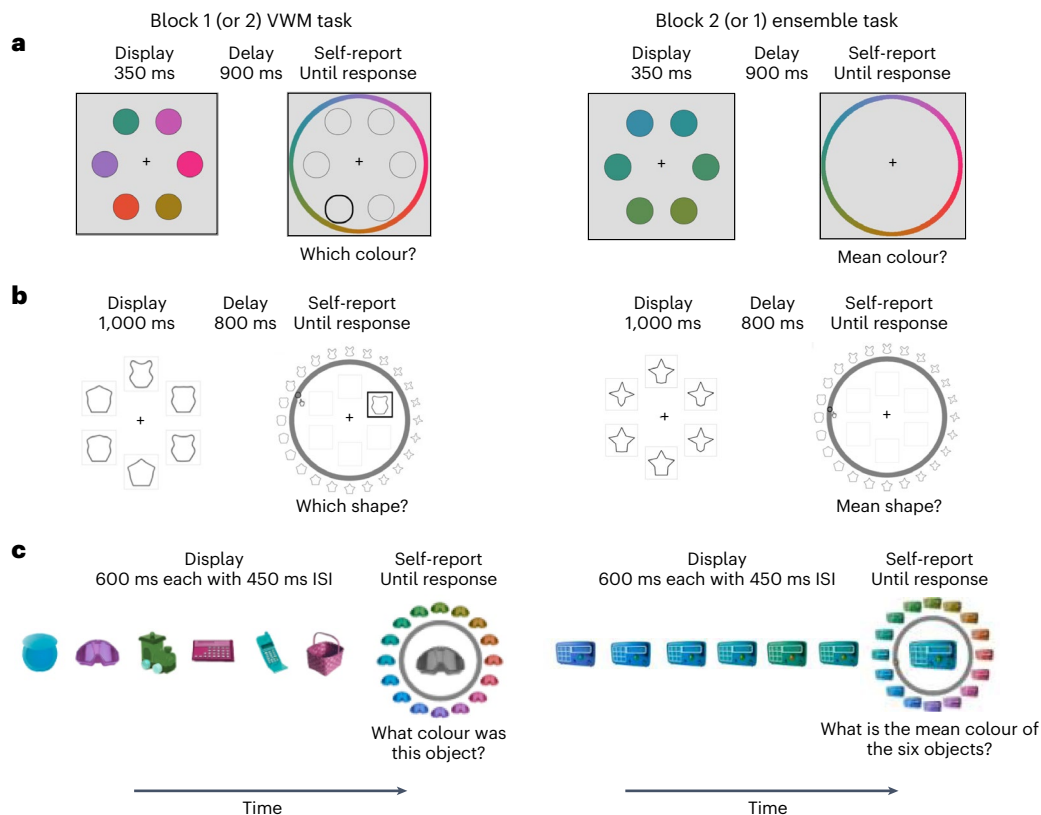 Block 1 (or 2) VWM task
Block 2 (or 1) ensemble task
a
Display
350 ms
Delay
900 ms
Self-report
Until response
Display
350 ms
Delay
900 ms
Self-report
Until response
+
+
+
+
Which colour?
Mean colour?
b
Display
1,000 ms
Delay
800 ms
Self-report
Until response
Display
1,000 ms
Delay
800 ms
Self-report
Until response
+
+
+
+
Which shape?
Mean shape?
c
Display
600 ms each with 450 ms ISI
Self-report
Until response
Display
600 ms each with 450 ms ISI
Self-report
Until response
What colour was
this object?
What is the mean colour of
the six objects?
Time
Time